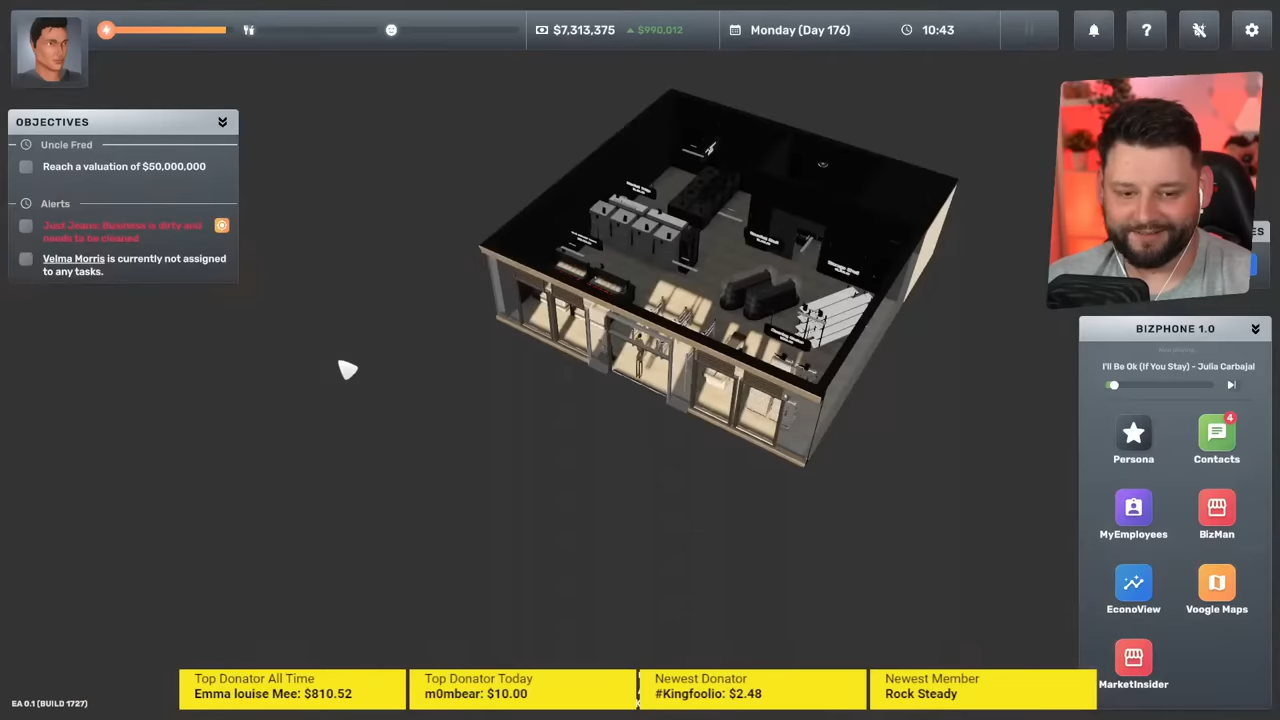 $7,313,375
$990,012
Monday (Day 176)
10:43
?
OBJECTIVES
Uncle Fred
Reach a valuation of $50,000,000
Alerts
Just Jeans: Business is dirty and
needs to be cleaned
Velma Morris is currently not assigned
to any tasks.
ES
BIZPHONE 1.0
I'll Be Ok (If You Stay) - Julia Carbajal
Persona
4
Contacts
MyEmployees
BizMan
EconoView
Voogle Maps
MarketInsider
Top Donator All Time
Emma louise Mee: $810.52
Top Donator Today
m0mbear: $10.00
Newest Donator
#Kingfoolio: $2.48
Newest Member
Rock Steady
EA 0.1 (BUILD 1727)